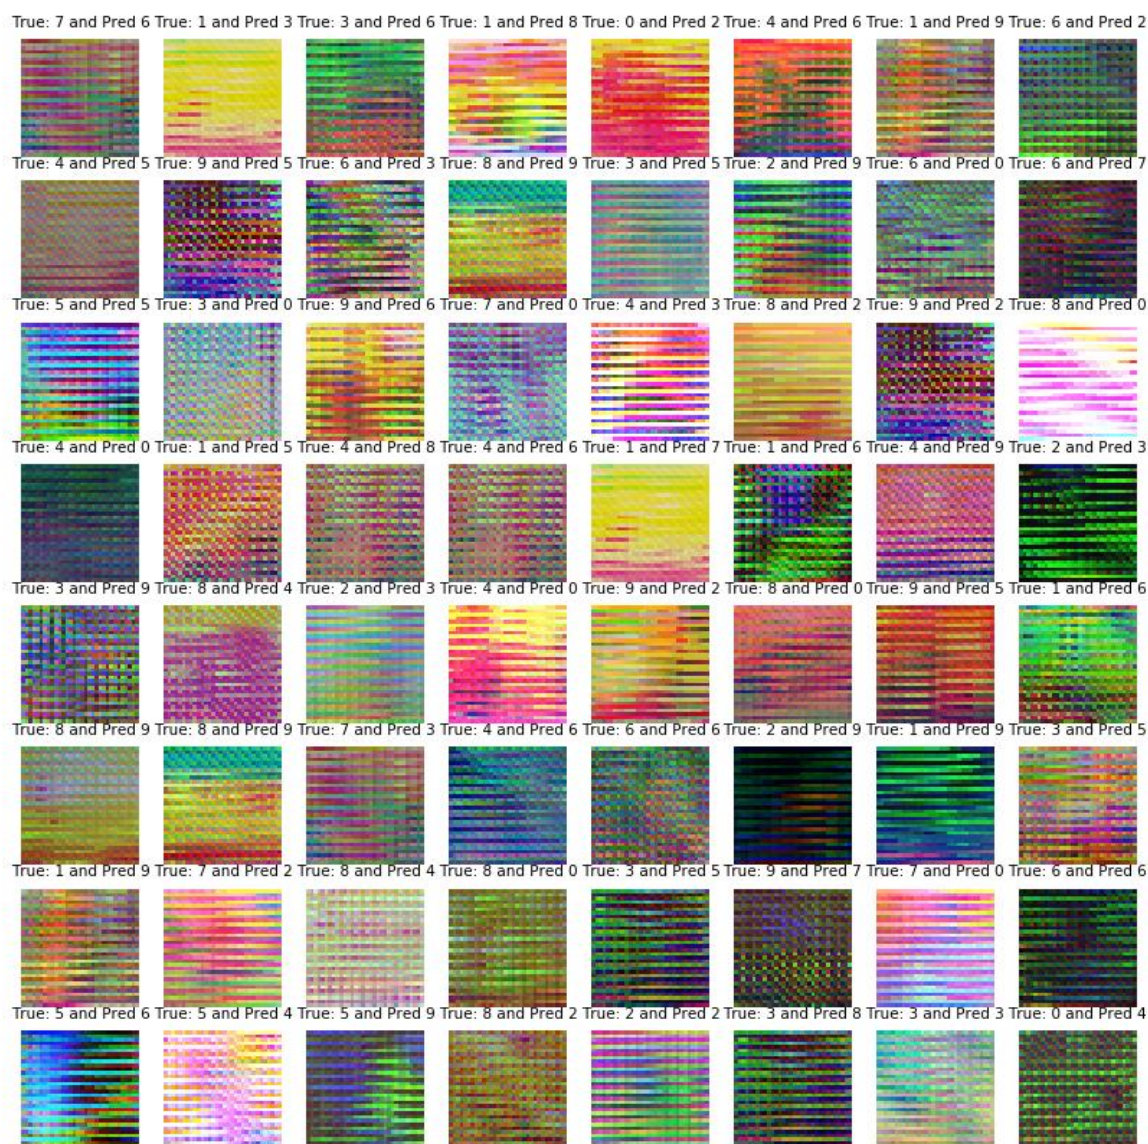 True: 7 and Pred 6 True: 1 and Pred 3 True: 3 and Pred 6 True: 1 and Pred 8 True: 0 and Pred 2 True: 4 and Pred 6 True: 1 and Pred 9 True: 6 and Pred 2
True: 4 and Pred 5 True: 9 and Pred 5 True: 6 and Pred 3 True: 8 and Pred 9 True: 3 and Pred 5 True: 2 and Pred 9 True: 6 and Pred 0 True: 6 and Pred 7
True: 5 and Pred 5 True: 3 and Pred 0 True: 9 and Pred 6 True: 7 and Pred 0 True: 4 and Pred 3 True: 8 and Pred 2 True: 9 and Pred 2 True: 8 and Pred 0
True: 4 and Pred 0 True: 1 and Pred 5 True: 4 and Pred 8 True: 4 and Pred 6 True: 1 and Pred 7 True: 1 and Pred 6 True: 4 and Pred 9 True: 2 and Pred 3
True: 3 and Pred 9 True: 8 and Pred 4 True: 2 and Pred 3 True: 4 and Pred 0 True: 9 and Pred 2 True: 8 and Pred 0 True: 9 and Pred 5 True: 1 and Pred 6
True: 8 and Pred 9 True: 8 and Pred 9 True: 7 and Pred 3 True: 4 and Pred 6 True: 6 and Pred 6 True: 2 and Pred 9 True: 1 and Pred 9 True: 3 and Pred 5
True: 1 and Pred 9 True: 7 and Pred 2 True: 8 and Pred 4 True: 8 and Pred 0 True: 3 and Pred 5 True: 9 and Pred 7 True: 7 and Pred 0 True: 6 and Pred 6
True: 5 and Pred 6 True: 5 and Pred 4 True: 5 and Pred 9 True: 8 and Pred 2 True: 2 and Pred 2 True: 3 and Pred 8 True: 3 and Pred 3 True: 0 and Pred 4